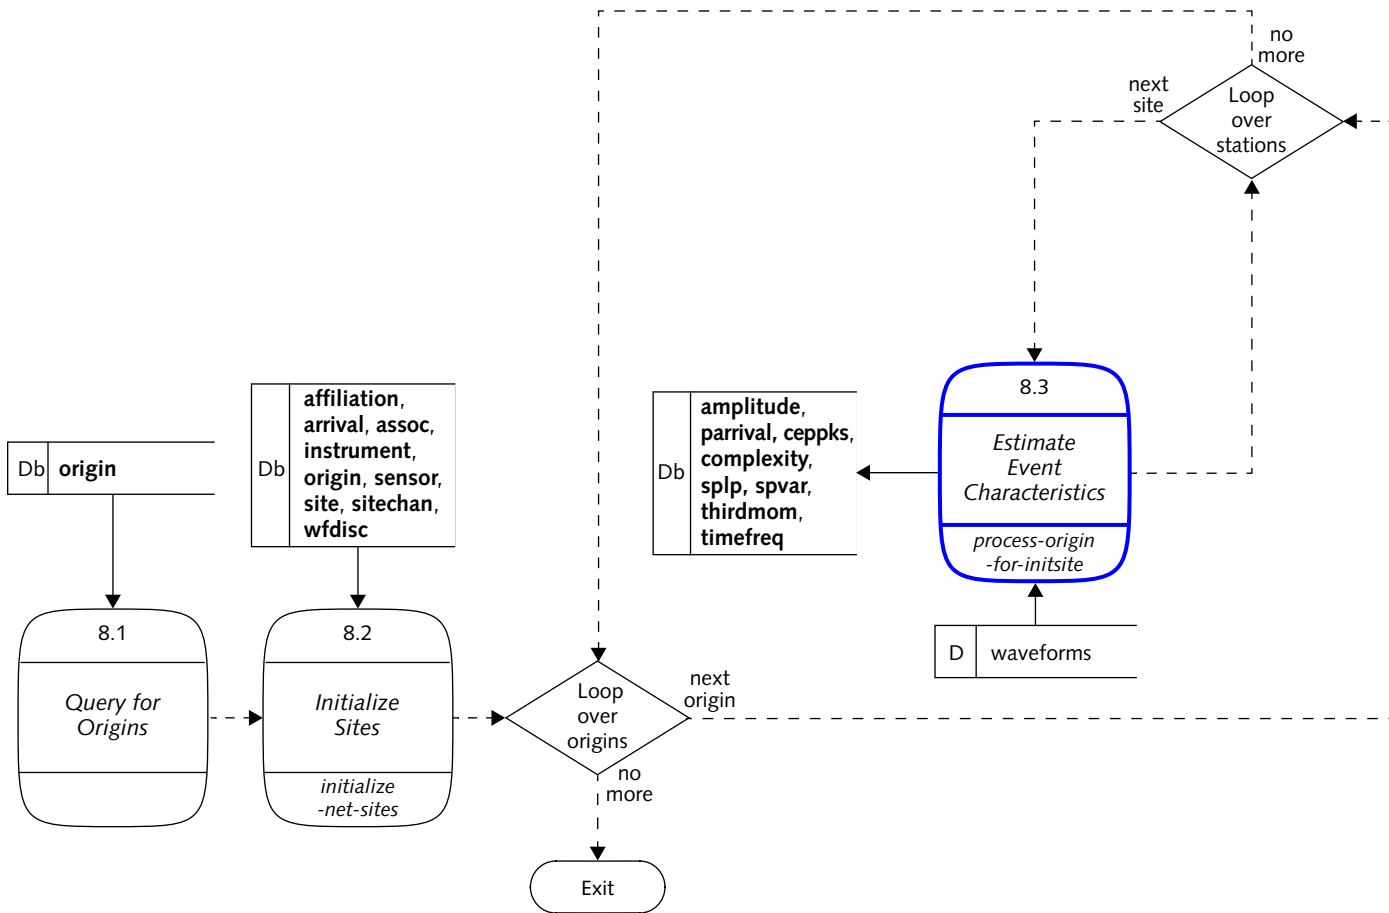 no
more
next
site
Loop
over
stations
8.3
Estimate
Event
Characteristics
process-origin
-for-initsite
Db
amplitude,
parrival, ceppks,
complexity,
splp, spvar,
thirdmom,
timefreq
D
waveforms
Db
affiliation,
arrival, assoc,
instrument,
origin, sensor,
site, sitechan,
wfdisc
Db
origin
8.1
Query for
Origins
8.2
Initialize
Sites
initialize
-net-sites
Loop
over
origins
next
origin
no
more
Exit